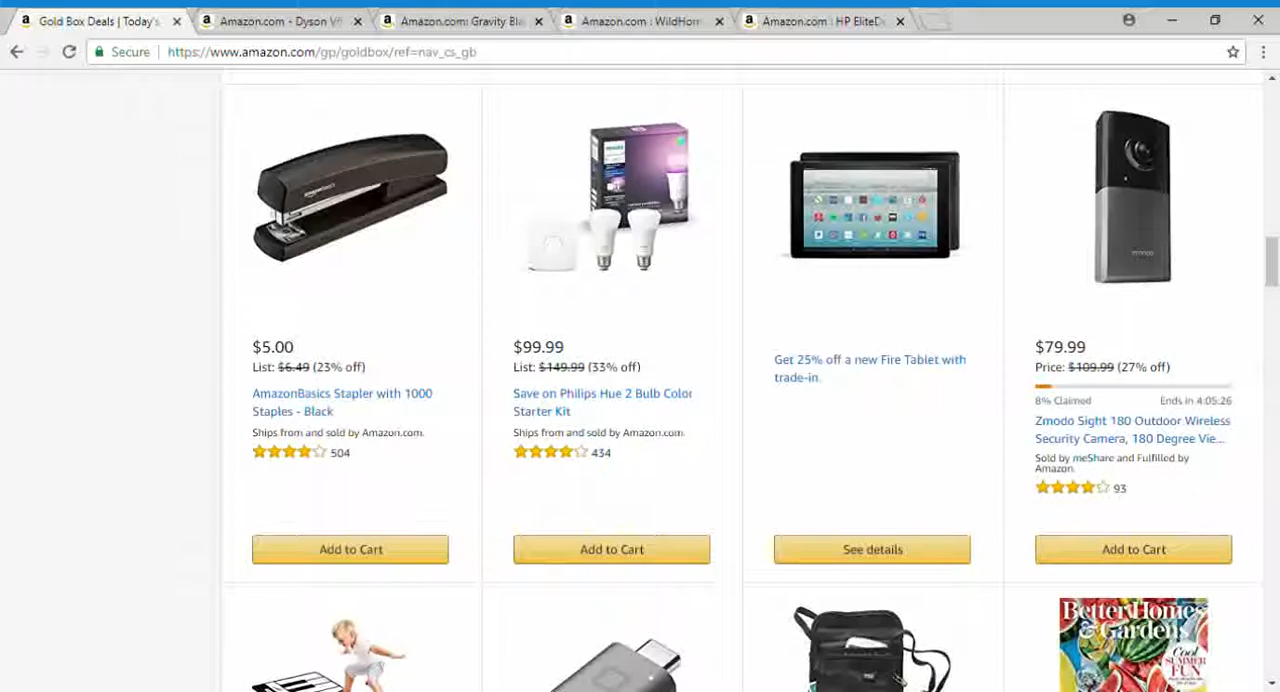 Gold Box Deals | Today's
Amazon.com - Dyson V
Amazon.com: Gravity Bla
Amazon.com : WildHor
Amazon.com : HP EliteD
Secure
https://www.amazon.com/gp/goldbox/ref=nav_cs_gb
$5.00
List: $6.49 (23% off)
AmazonBasics Stapler with 1000
Staples - Black
Ships from and sold by Amazon.com.
504
Add to Cart
$99.99
List: $149.99 (33% off)
Save on Philips Hue 2 Bulb Color
Starter Kit
Ships from and sold by Amazon.com.
434
Add to Cart
Get 25% off a new Fire Tablet with
trade-in.
See details
$79.99
Price: $109.99 (27% off)
8% Claimed
Ends in 4:05:26
Zmodo Sight 180 Outdoor Wireless
Security Camera, 180 Degree Vie...
Sold by meShare and Fulfilled by
Amazon.
93
Add to Cart
Better Homes
& Gardens
Cool
SUMMER
FUN